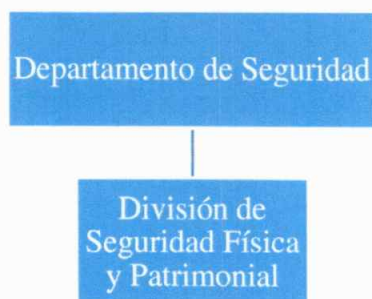 Departamento de Seguridad
División de
Seguridad Física
y Patrimonial